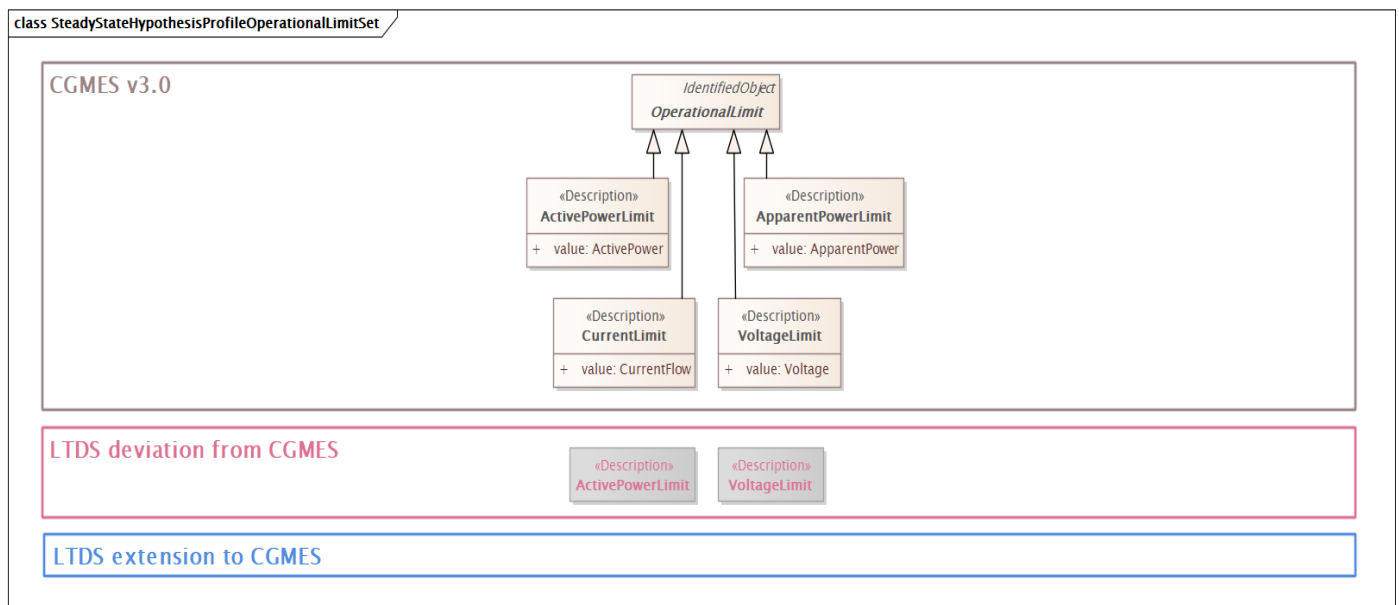 class SteadyStateHypothesisProfileOperationalLimitSet
CGMES v3.0
IdentifiedObject
OperationalLimit
«Description»
ActivePowerLimit
+ value: ActivePower
«Description»
ApparentPowerLimit
+ value: ApparentPower
«Description»
CurrentLimit
+ value: CurrentFlow
«Description»
VoltageLimit
+ value: Voltage
LTDS deviation from CGMES
«Description»
ActivePowerLimit
«Description»
VoltageLimit
LTDS extension to CGMES